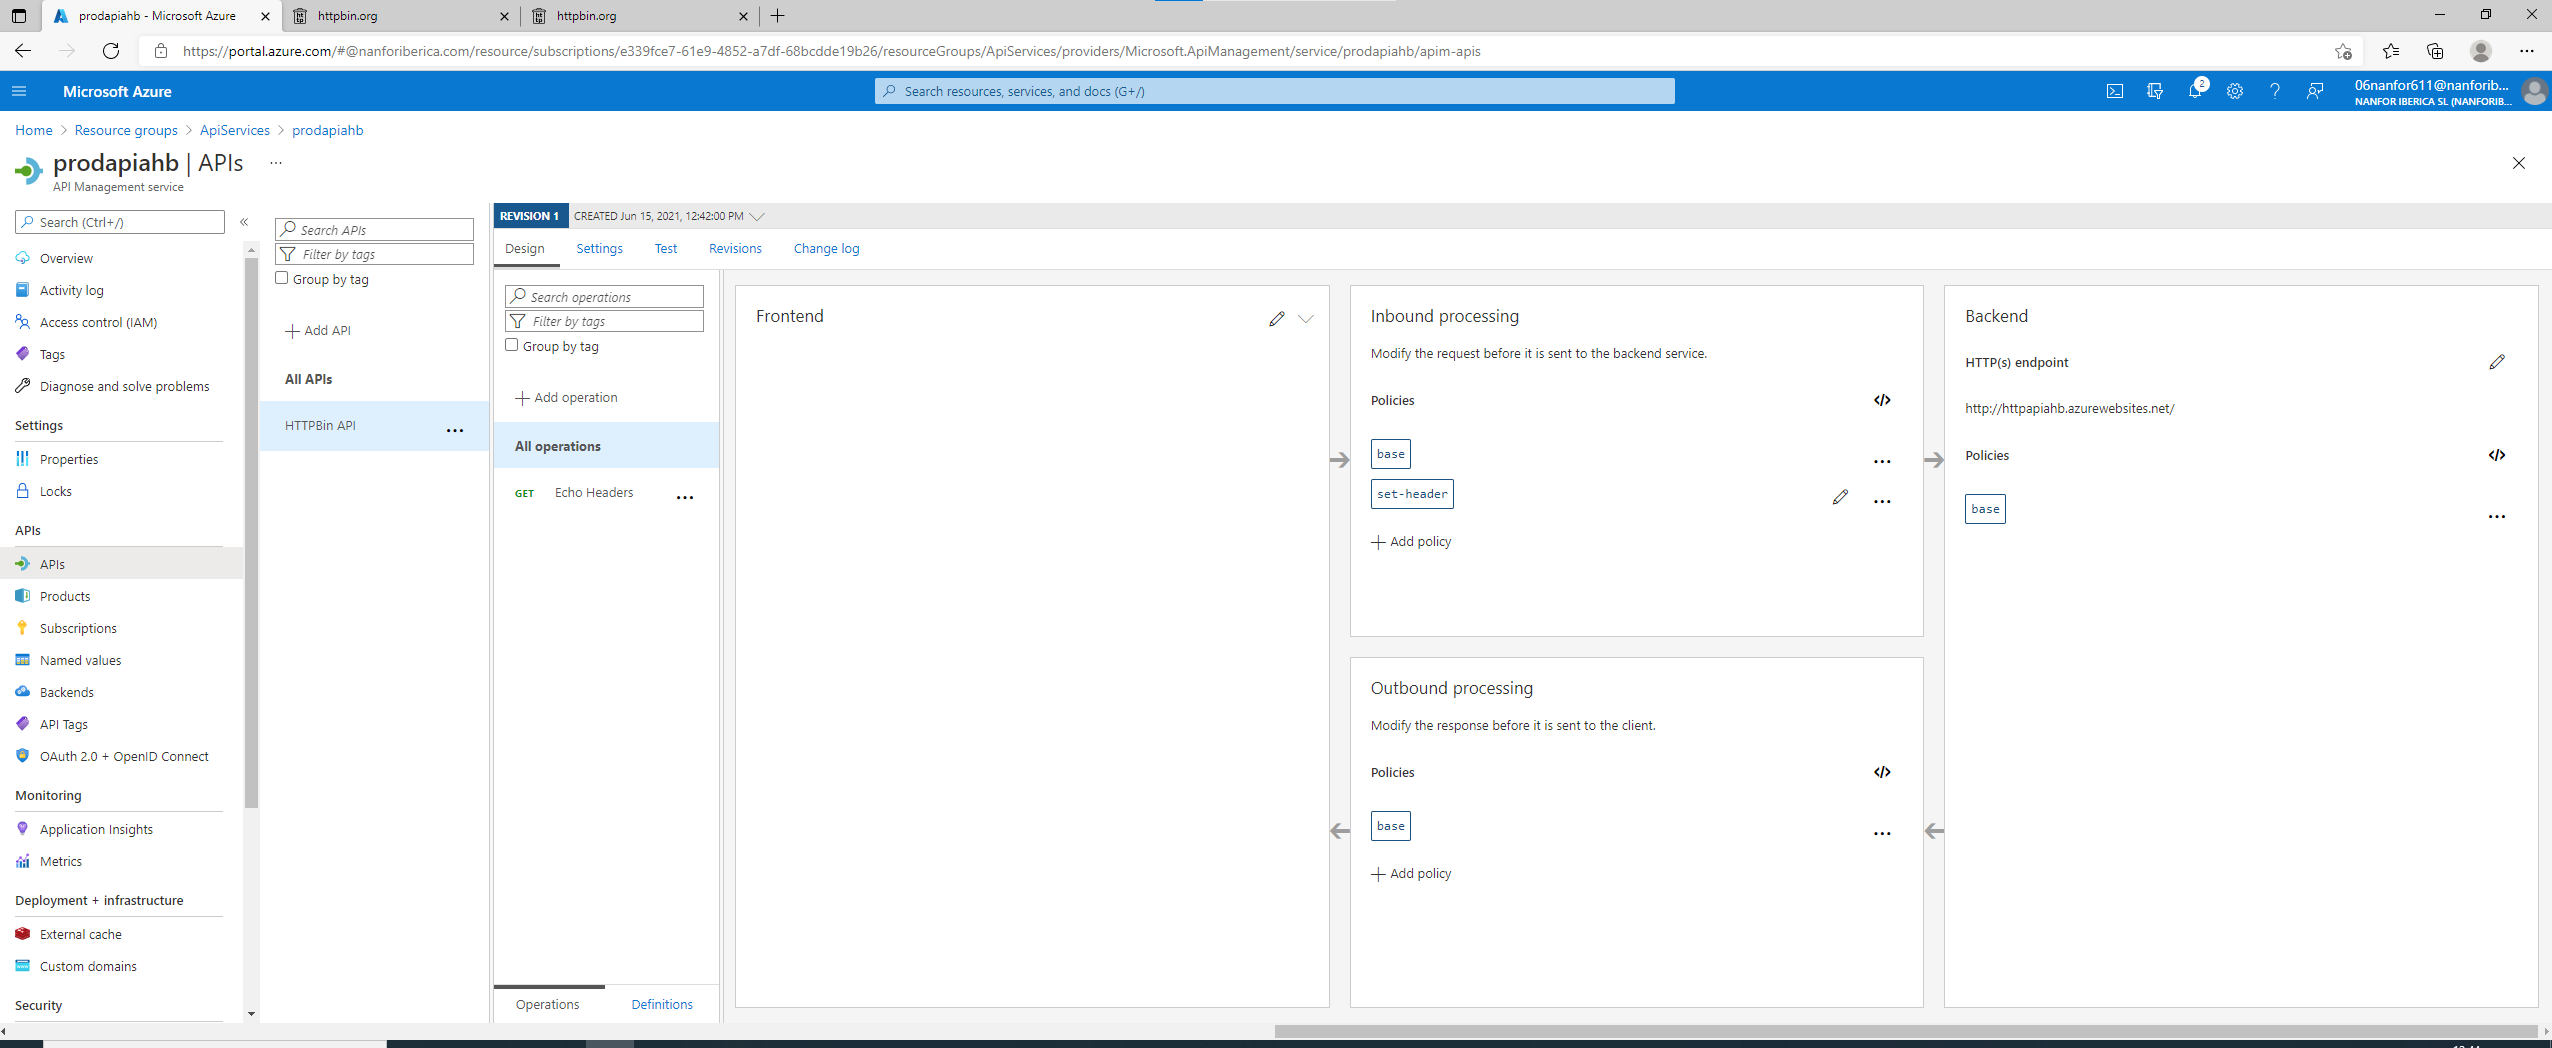 prodapiahb - Microsoft Azure
httpbin.org
httpbin.org
https://portal.azure.com/#@nanforiberica.com/resource/subscriptions/e339fce7-61e9-4852-a7df-68bcdde19b26/resourceGroups/ApiServices/providers/Microsoft.ApiManagement/service/prodapiahb/apim-apis
Microsoft Azure
Search resources, services, and docs (G+/)
2
06nanfor611@nanforib...
NANFOR IBERICA SL (NANFORIB...
Home > Resource groups > ApiServices > prodapiahb
prodapiahb | APIs ...
API Management service
Search (Ctrl+/)
«
Overview
Activity log
Access control (IAM)
Tags
Diagnose and solve problems
Settings
Properties
Locks
APIs
APIs
Products
Subscriptions
Named values
Backends
API Tags
OAuth 2.0 + OpenID Connect
Monitoring
Application Insights
Metrics
Deployment + infrastructure
External cache
Custom domains
Security
Search APIs
Filter by tags
Group by tag
+ Add API
All APIs
HTTPBin API ...
REVISION 1 CREATED Jun 15, 2021, 12:42:00 PM
Design Settings Test Revisions Change log
Search operations
Filter by tags
Group by tag
+ Add operation
All operations
GET Echo Headers ...
Operations Definitions
Frontend
Inbound processing
Modify the request before it is sent to the backend service.
Policies </>
base ...
set-header ...
+ Add policy
Outbound processing
Modify the response before it is sent to the client.
Policies </>
base ...
+ Add policy
Backend
HTTP(s) endpoint
http://httpapiahb.azurewebsites.net/
Policies </>
base ...